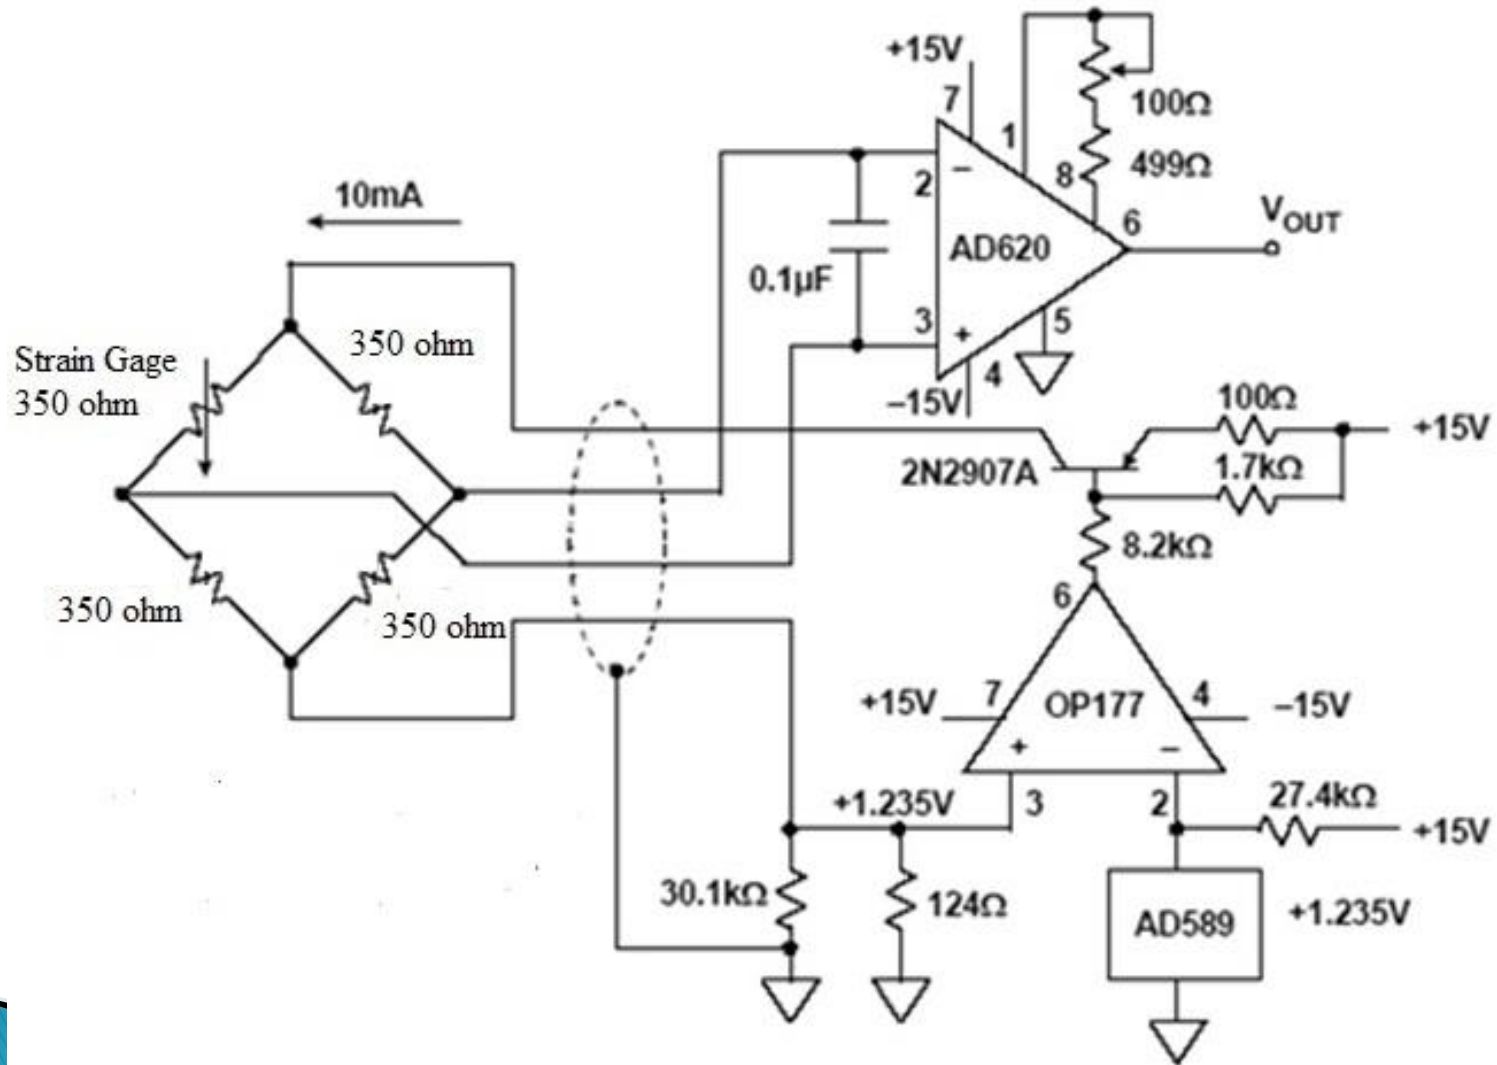 +15V
7
1
100Ω
8
499Ω
2
−
10mA
6
VOUT
AD620
0.1µF
3
+
5
350 ohm
Strain Gage
350 ohm
4
−15V
100Ω
+15V
2N2907A
1.7kΩ
8.2kΩ
6
350 ohm
350 ohm
+15V
7
OP177
4
−15V
+
−
+1.235V
3
2
27.4kΩ
+15V
30.1kΩ
124Ω
AD589
+1.235V